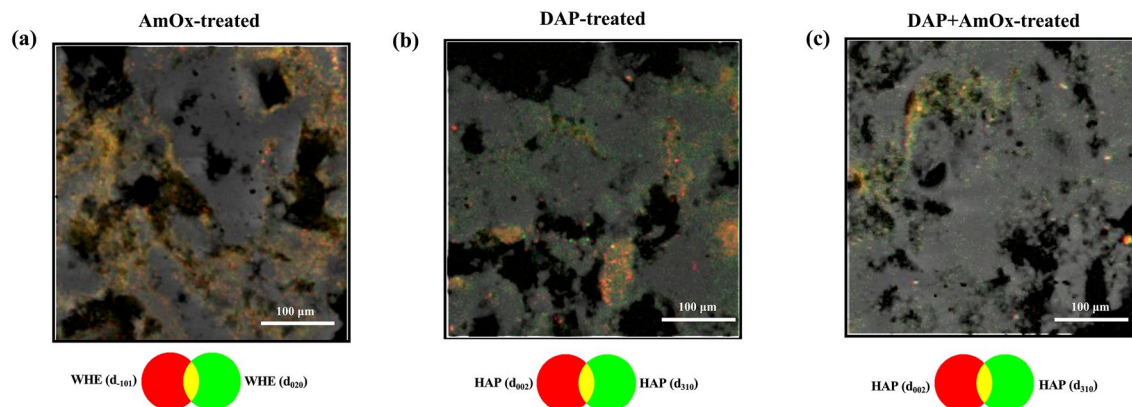 AmOx-treated
DAP-treated
DAP+AmOx-treated
(a)
(b)
(c)
100 µm
100 µm
100 µm
WHE (d-101)
WHE (d020)
HAP (d002)
HAP (d310)
HAP (d002)
HAP (d310)